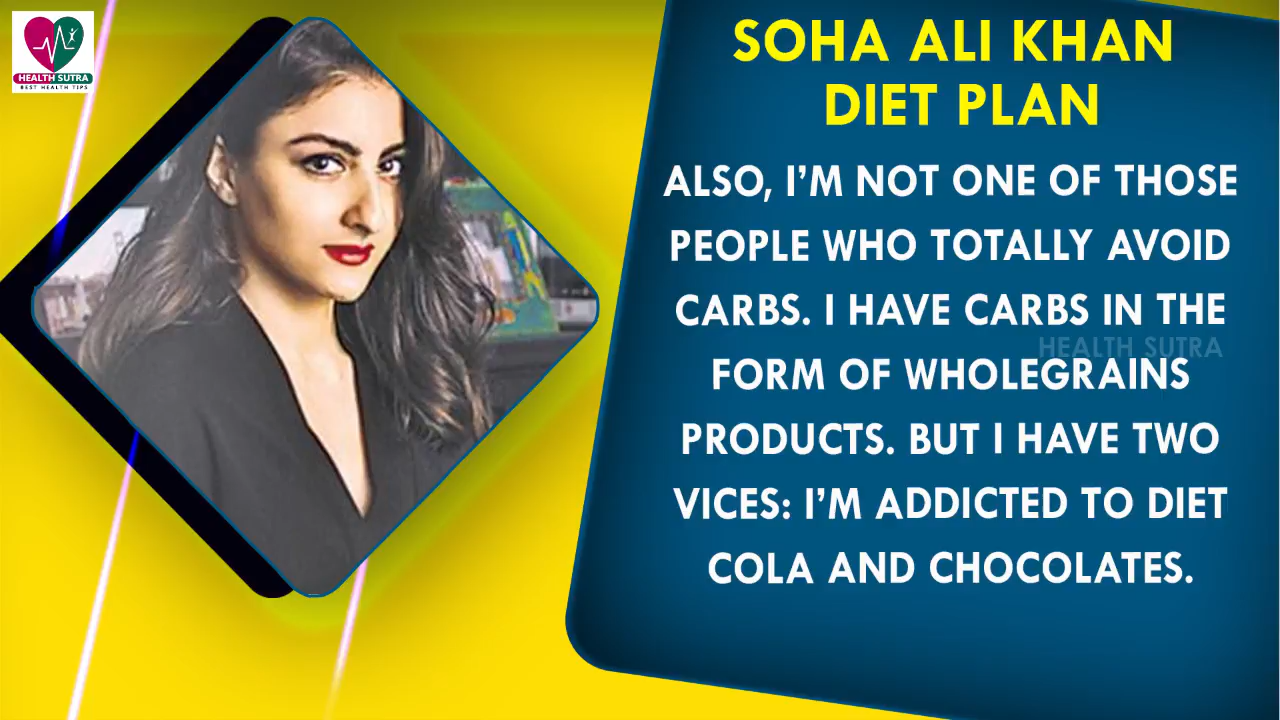 HEALTH SUTRA
BEST HEALTH TIPS
SOHA ALI KHAN
DIET PLAN
ALSO, I'M NOT ONE OF THOSE
PEOPLE WHO TOTALLY AVOID
CARBS. I HAVE CARBS IN THE
HEALTH SUTRA
FORM OF WHOLEGRAINS
PRODUCTS. BUT I HAVE TWO
VICES: I'M ADDICTED TO DIET
COLA AND CHOCOLATES.